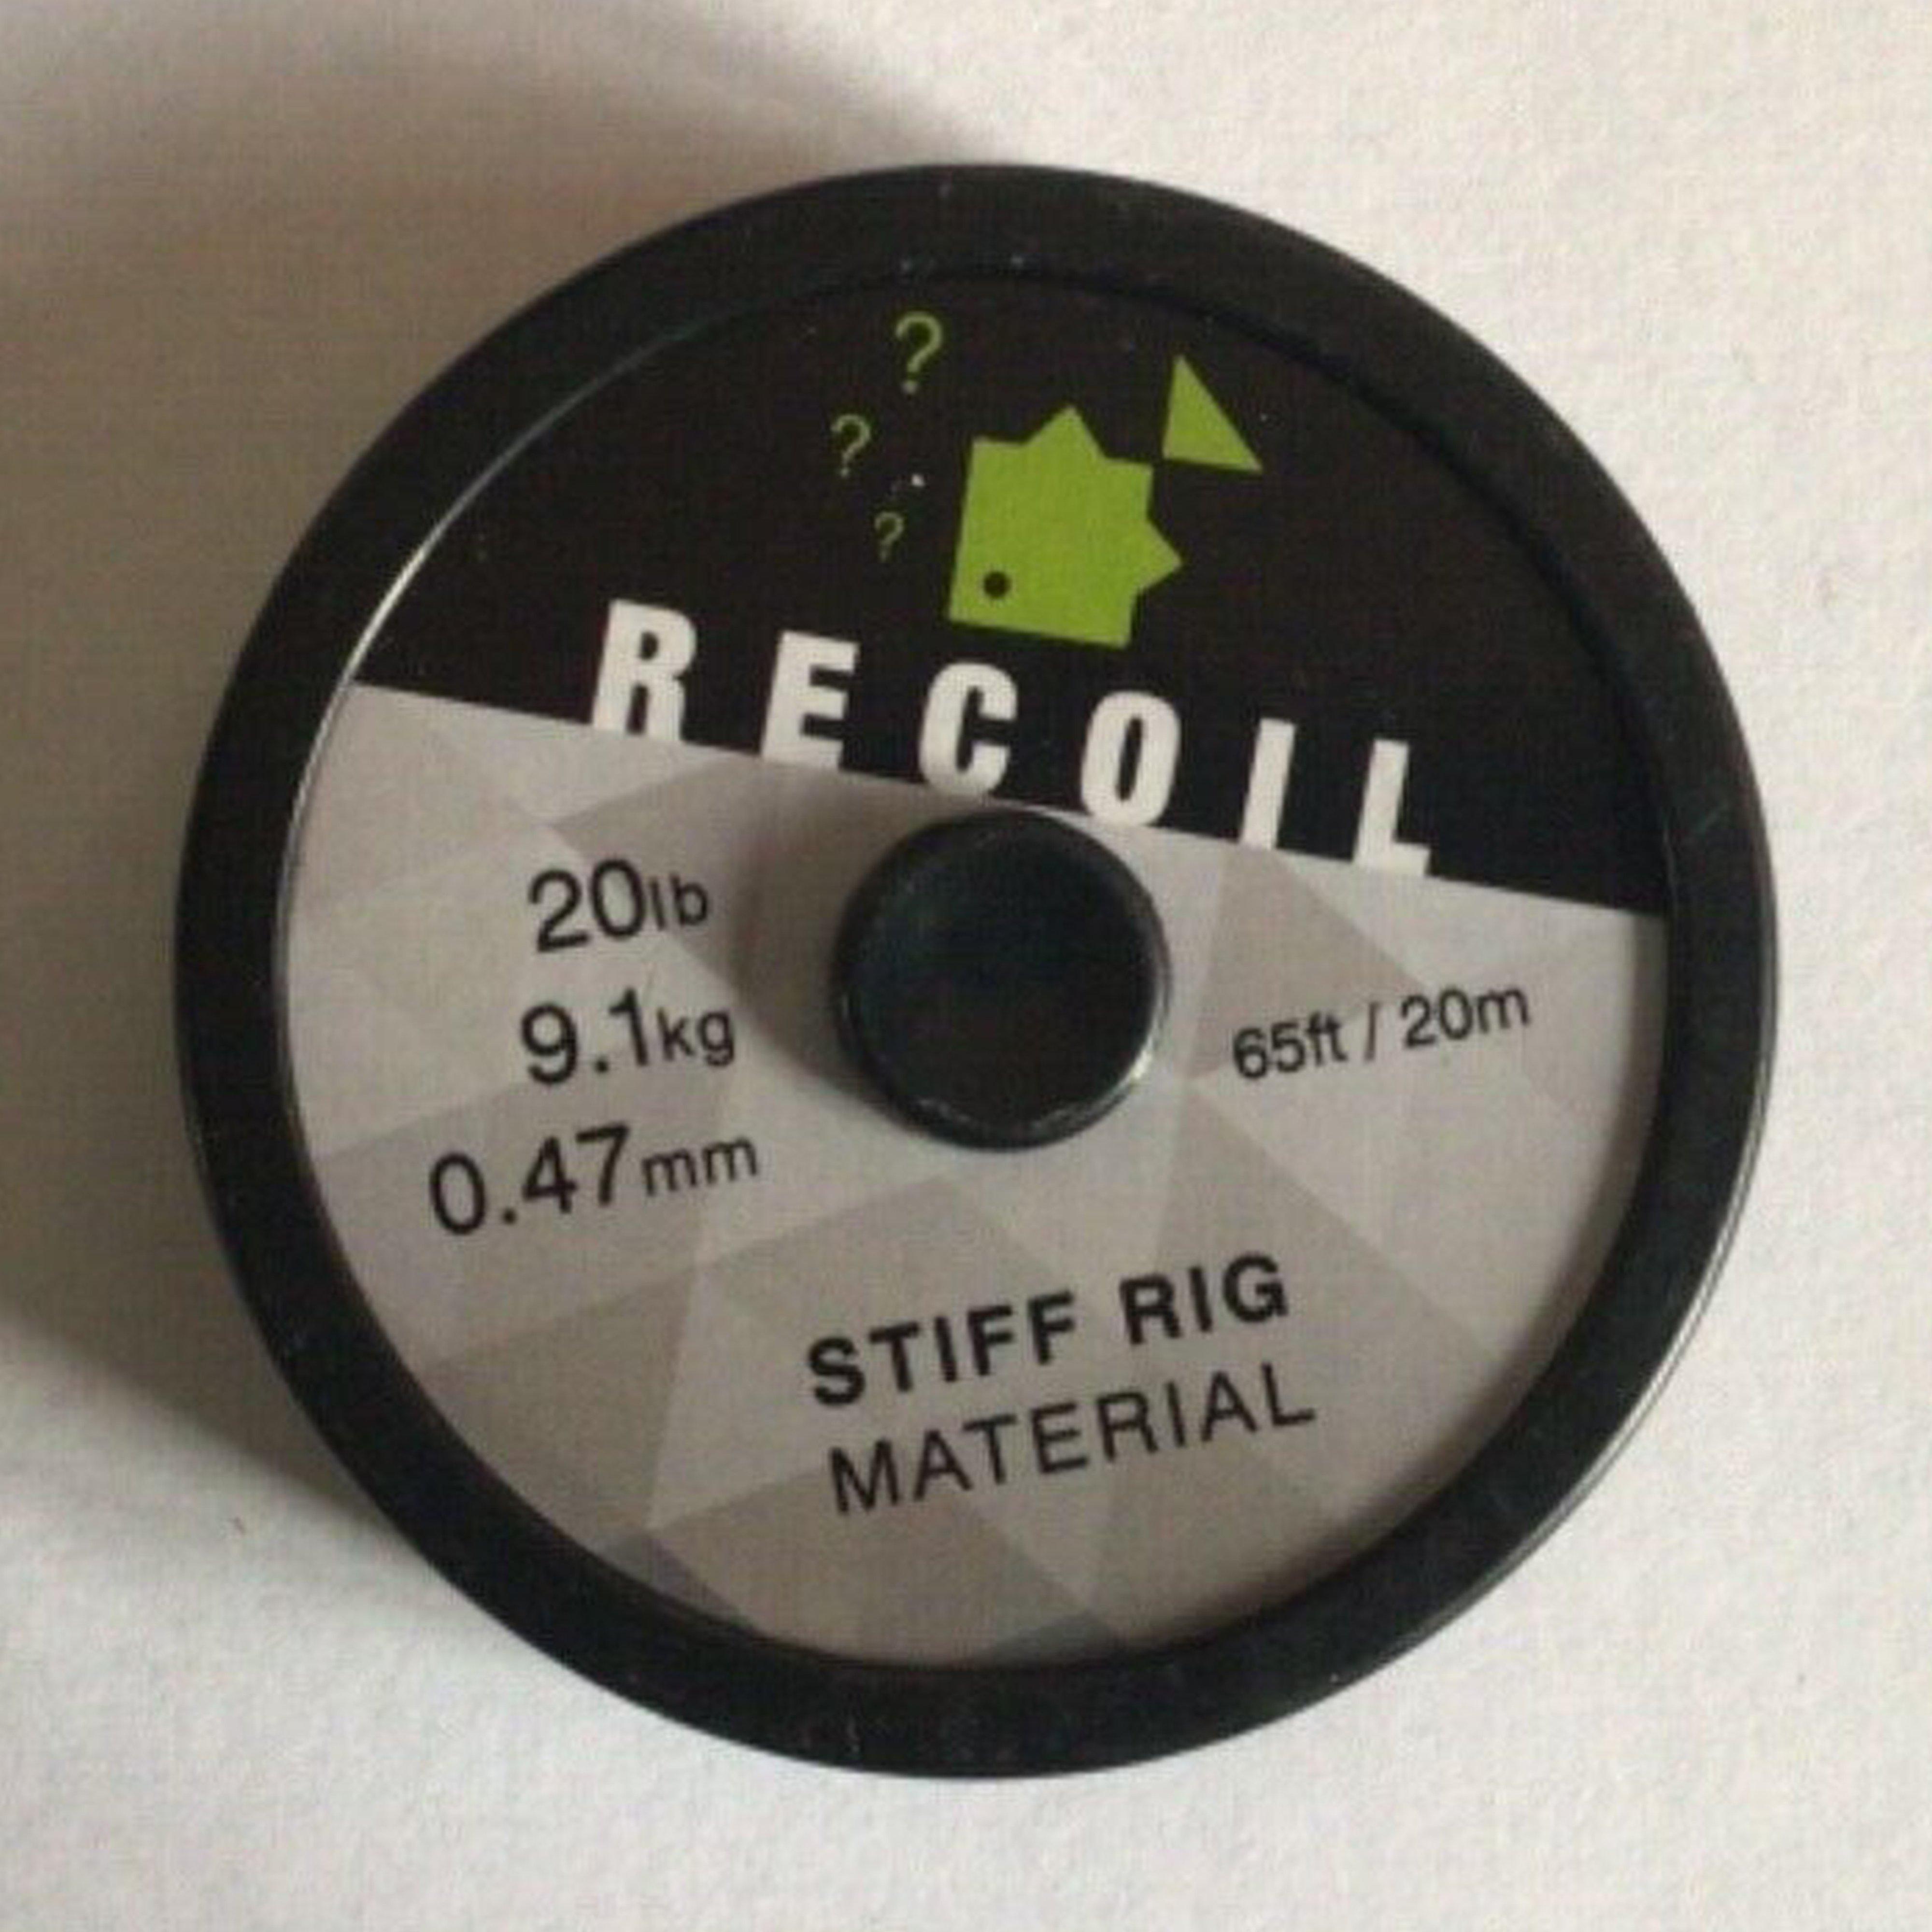 ?
?
?
RECOIL
20lb
9.1kg
0.47mm
65ft / 20m
STIFF RIG
MATERIAL